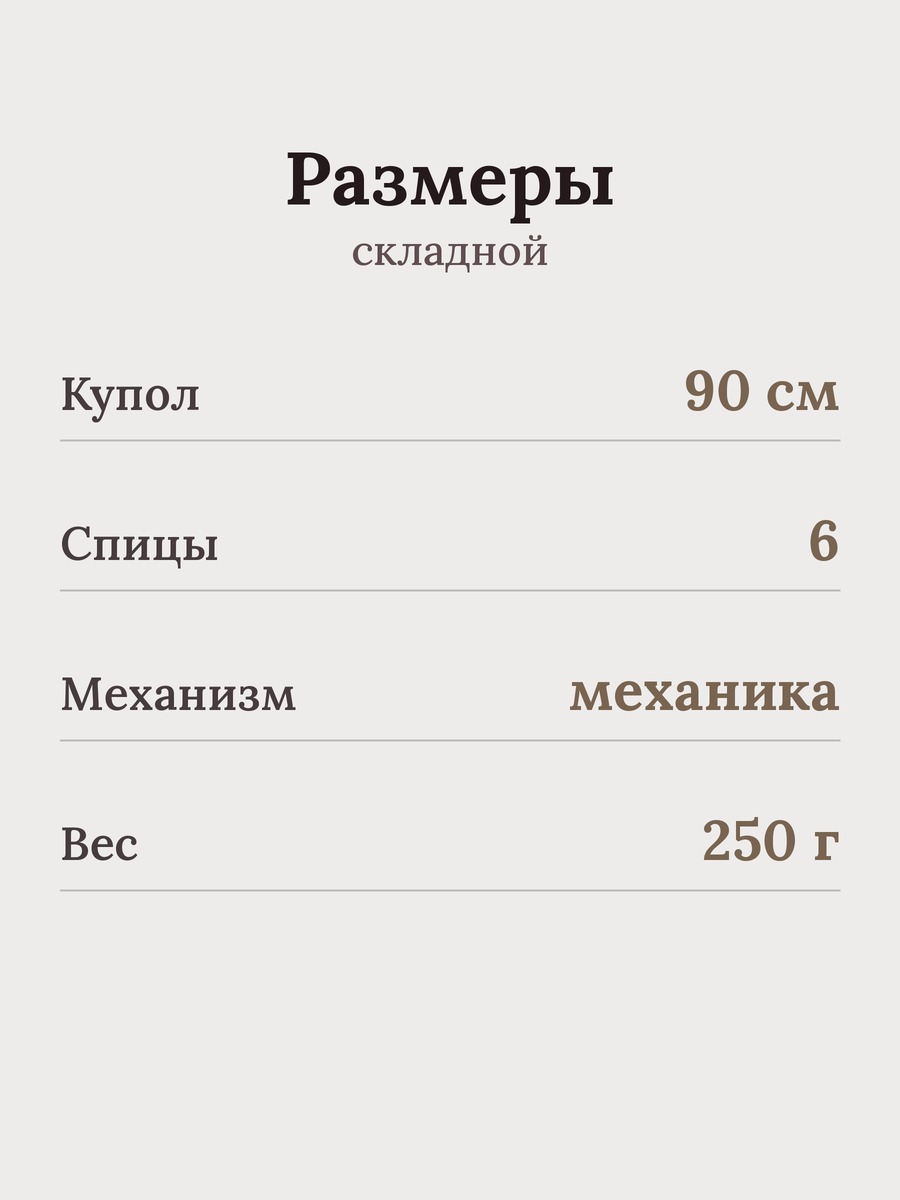 Размеры
складной
Купол 90 см
Спицы 6
Механизм механика
Вес 250 г